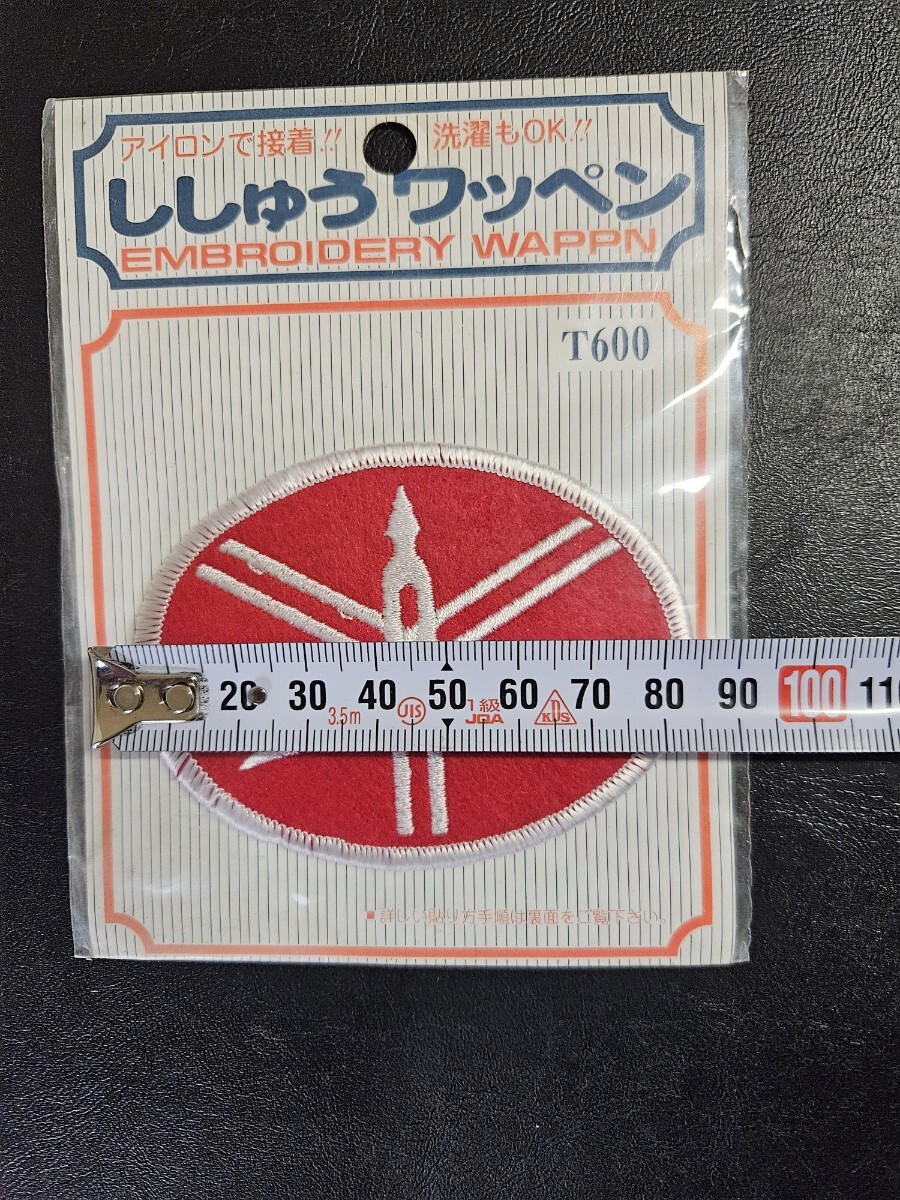 アイロンで接着!! 洗濯もOK!!
ししゅうワッペン
EMBROIDERY WAPPN
T600
20 30 40 50 60 70 80 90 100 110
3.5m JIS 1級 JQA KDS
■詳しい貼り方手順は裏面をご覧下さい。